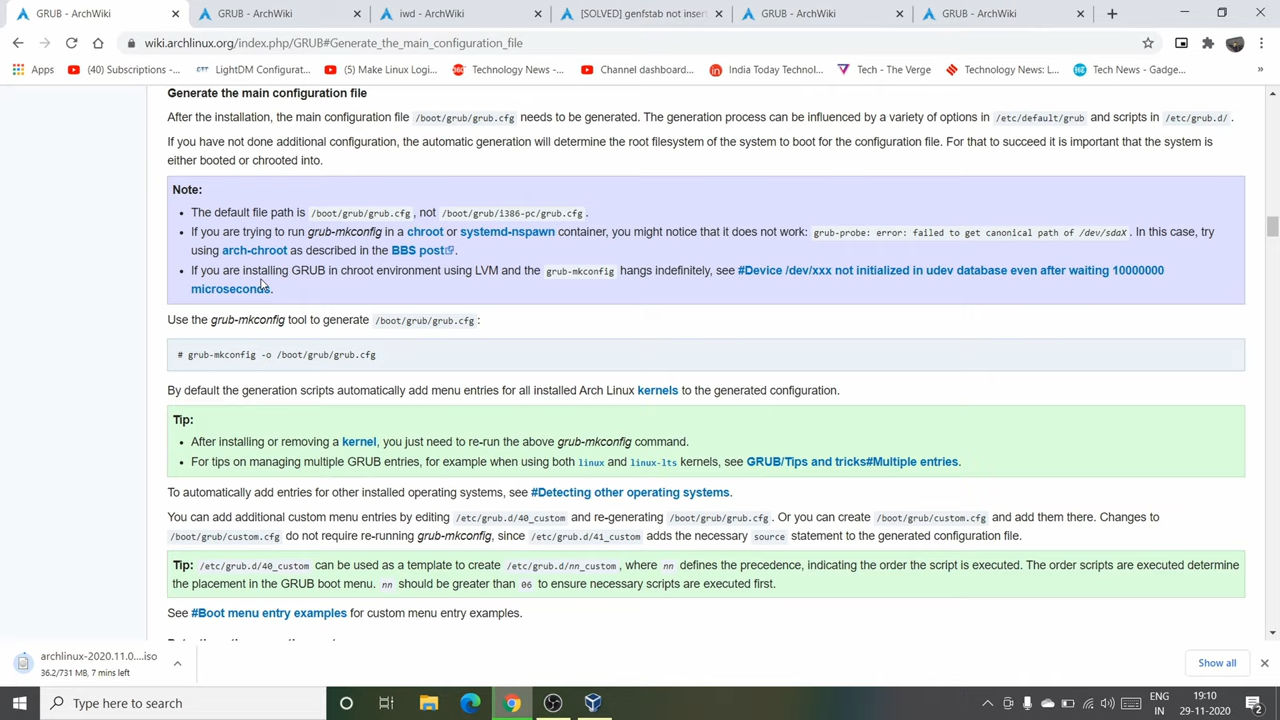 GRUB - ArchWiki
GRUB - ArchWiki
iwd - ArchWiki
[SOLVED] genfstab not insert
GRUB - ArchWiki
GRUB - ArchWiki
wiki.archlinux.org/index.php/GRUB#Generate_the_main_configuration_file
Apps
(40) Subscriptions -...
LightDM Configurat...
(5) Make Linux Logi...
Technology News -...
Channel dashboard...
India Today Technol...
Tech - The Verge
Technology News: L...
Tech News - Gadge...
»
Generate the main configuration file
After the installation, the main configuration file /boot/grub/grub.cfg needs to be generated. The generation process can be influenced by a variety of options in /etc/default/grub and scripts in /etc/grub.d/ .
If you have not done additional configuration, the automatic generation will determine the root filesystem of the system to boot for the configuration file. For that to succeed it is important that the system is
either booted or chrooted into.
Note:
• The default file path is /boot/grub/grub.cfg, not /boot/grub/i386-pc/grub.cfg.
• If you are trying to run grub-mkconfig in a chroot or systemd-nspawn container, you might notice that it does not work: grub-probe: error: failed to get canonical path of /dev/sdaX. In this case, try
using arch-chroot as described in the BBS post.
• If you are installing GRUB in chroot environment using LVM and the grub-mkconfig hangs indefinitely, see #Device /dev/xxx not initialized in udev database even after waiting 10000000
microseconds.
Use the grub-mkconfig tool to generate /boot/grub/grub.cfg :
# grub-mkconfig -o /boot/grub/grub.cfg
By default the generation scripts automatically add menu entries for all installed Arch Linux kernels to the generated configuration.
Tip:
• After installing or removing a kernel, you just need to re-run the above grub-mkconfig command.
• For tips on managing multiple GRUB entries, for example when using both linux and linux-lts kernels, see GRUB/Tips and tricks#Multiple entries.
To automatically add entries for other installed operating systems, see #Detecting other operating systems.
You can add additional custom menu entries by editing /etc/grub.d/40_custom and re-generating /boot/grub/grub.cfg. Or you can create /boot/grub/custom.cfg and add them there. Changes to
/boot/grub/custom.cfg do not require re-running grub-mkconfig, since /etc/grub.d/41_custom adds the necessary source statement to the generated configuration file.
Tip: /etc/grub.d/40_custom can be used as a template to create /etc/grub.d/nn_custom, where nn defines the precedence, indicating the order the script is executed. The order scripts are executed determine
the placement in the GRUB boot menu. nn should be greater than 06 to ensure necessary scripts are executed first.
See #Boot menu entry examples for custom menu entry examples.
archlinux-2020.11.0....iso
36.2/731 MB, 7 mins left
Show all
Type here to search
ENG
IN
19:10
29-11-2020
2